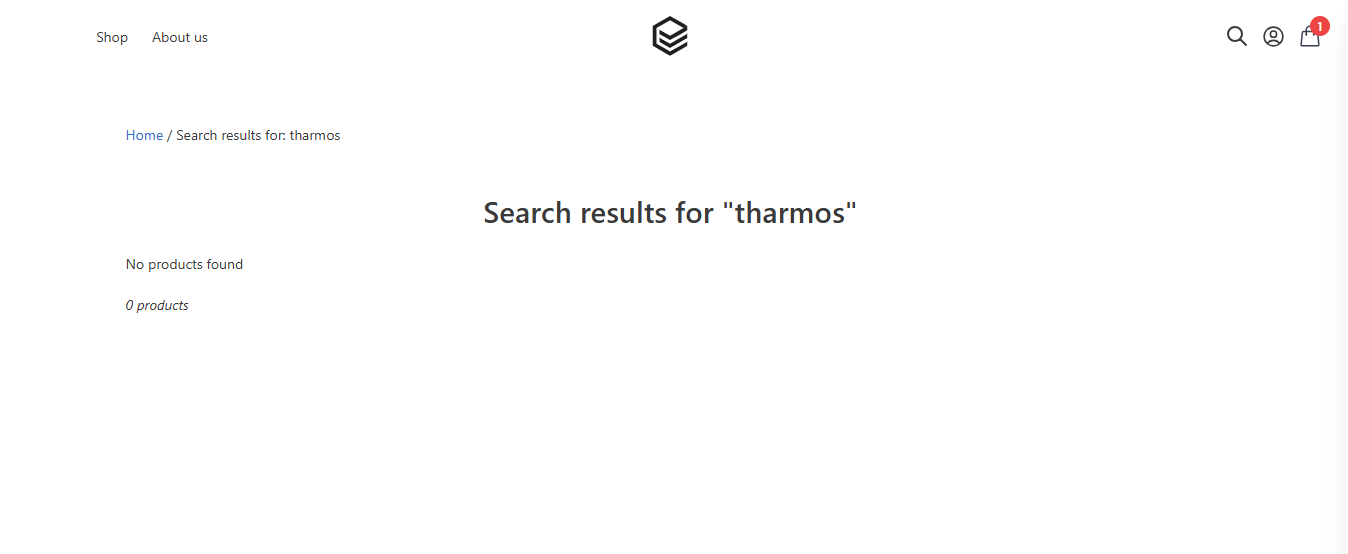 Shop About us
1
Home / Search results for: tharmos
Search results for "tharmos"
No products found
0 products